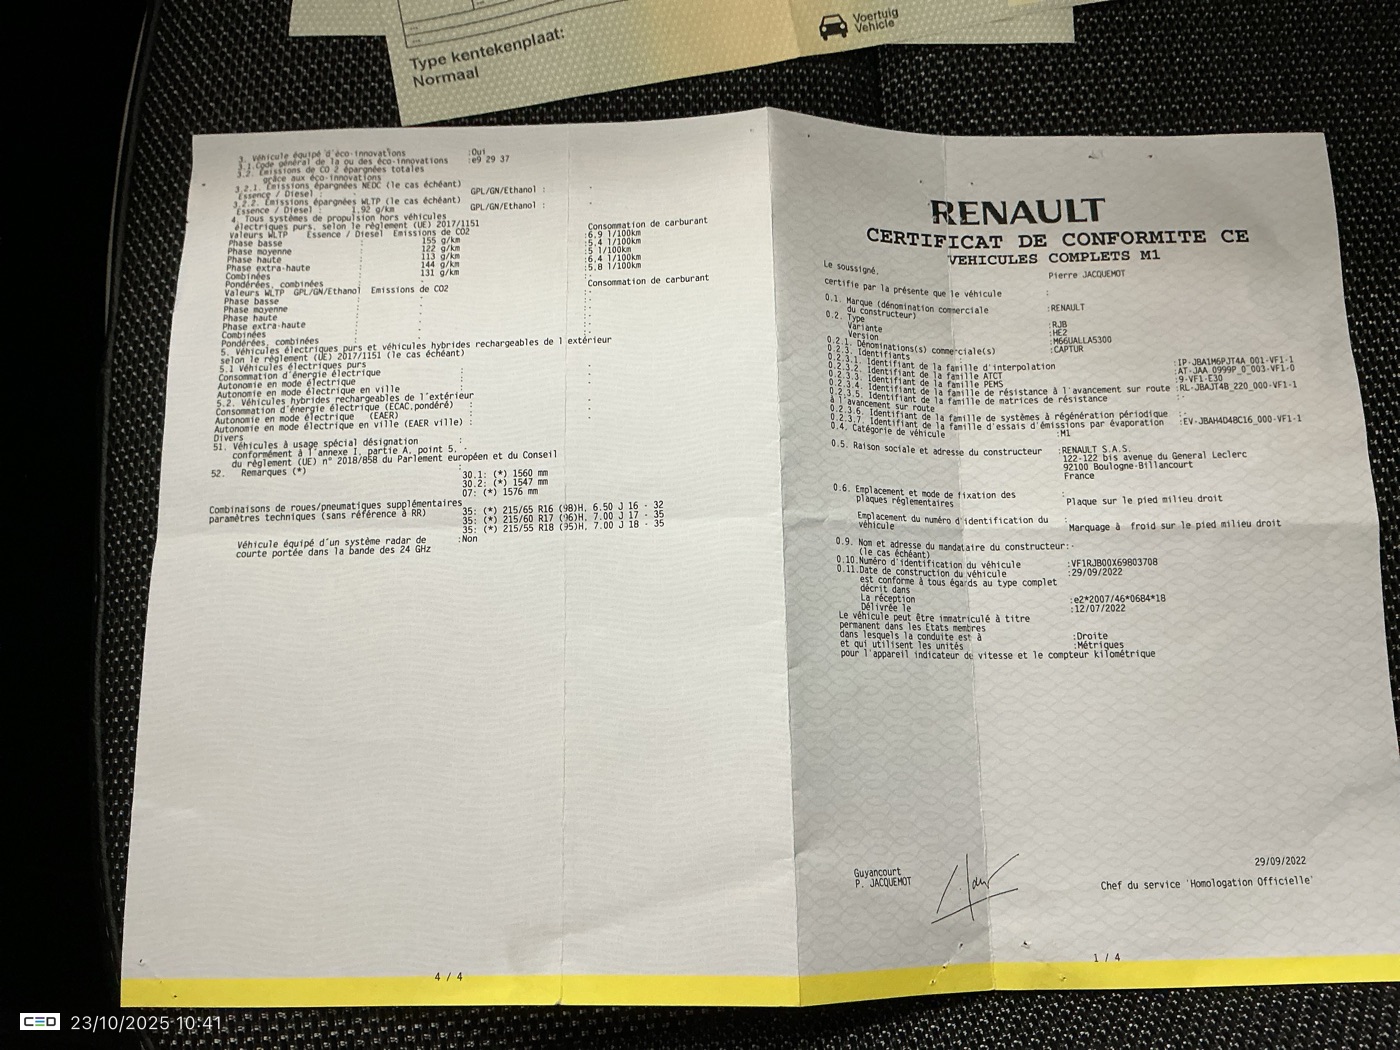 Type kentekenplaat:
Normaal
Voertuig
Vehicle
3. Véhicule équipé d'éco-innovations :Oui
3.1.Code général de la ou des éco-innovations :e9 29 37
3.2. Emissions de CO 2 épargnées totales
grâce aux éco-innovations
3.2.1. Emissions épargnées NEDC (le cas échéant)
Essence / Diesel : GPL/GN/Ethanol :
3.2.2. Emissions épargnées WLTP (le cas échéant)
Essence / Diesel : 1.92 g/km GPL/GN/Ethanol :
4. Tous systèmes de propulsion hors véhicules
électriques purs, selon le règlement (UE) 2017/1151
Valeurs WLTP Essence / Diesel Emissions de CO2 Consommation de carburant
Phase basse : 155 g/km :6.9 l/100km
Phase moyenne : 122 g/km :5.4 l/100km
Phase haute : 113 g/km :5 l/100km
Phase extra-haute : 144 g/km :6.4 l/100km
Combinées : 131 g/km :5.8 l/100km
Pondérées, combinées :
Valeurs WLTP GPL/GN/Ethanol Emissions de CO2 Consommation de carburant
Phase basse :
Phase moyenne :
Phase haute :
Phase extra-haute :
Combinées :
Pondérées, combinées :
5. Véhicules électriques purs et véhicules hybrides rechargeables de l'extérieur
selon le règlement (UE) 2017/1151 (le cas échéant)
5.1 Véhicules électriques purs
Consommation d'énergie électrique :
Autonomie en mode électrique :
Autonomie en mode électrique en ville :
5.2. Véhicules hybrides rechargeables de l'extérieur
Consommation d'énergie électrique (ECAC,pondéré) :
Autonomie en mode électrique (EAER) :
Autonomie en mode électrique en ville (EAER ville) :
Divers
51. Véhicules à usage spécial désignation :
conformément à l'annexe I, partie A, point 5,
du règlement (UE) n° 2018/858 du Parlement européen et du Conseil
52. Remarques (*) :
30.1: (*) 1560 mm
30.2: (*) 1547 mm
07: (*) 1576 mm
Combinaisons de roues/pneumatiques supplémentaires 35: (*) 215/65 R16 (98)H, 6.50 J 16 - 32
paramètres techniques (sans référence à RR) 35: (*) 215/60 R17 (96)H, 7.00 J 17 - 35
35: (*) 215/55 R18 (95)H, 7.00 J 18 - 35
Véhicule équipé d'un système radar de :Non
courte portée dans la bande des 24 GHz
4 / 4
RENAULT
CERTIFICAT DE CONFORMITE CE
VEHICULES COMPLETS M1
Le soussigné, Pierre JACQUEMOT
certifie par la présente que le véhicule :
0.1. Marque (dénomination commerciale :RENAULT
du constructeur)
0.2. Type :RJB
Variante :HE2
Version :M66UALLA5300
0.2.1. Dénominations(s) commerciale(s) :CAPTUR
0.2.3. Identifiants
0.2.3.1. Identifiant de la famille d'interpolation :IP-JBA1M6PJT4A_001-VF1-1
0.2.3.2. Identifiant de la famille ATCT :AT-JAA_0999P_0_003-VF1-0
0.2.3.3. Identifiant de la famille PEMS :9-VF1-E30
0.2.3.4. Identifiant de la famille de résistance à l'avancement sur route :RL-JBAJT4B_220_000-VF1-1
0.2.3.5. Identifiant de la famille de matrices de résistance :-
à l'avancement sur route
0.2.3.6. Identifiant de la famille de systèmes à régénération périodique :-
0.2.3.7. Identifiant de la famille d'essais d'émissions par évaporation :EV-JBAH4D48C16_000-VF1-1
0.4. Catégorie de véhicule :M1
0.5. Raison sociale et adresse du constructeur :RENAULT S.A.S.
122-122 bis avenue du General Leclerc
92100 Boulogne-Billancourt
France
0.6. Emplacement et mode de fixation des :
plaques réglementaires Plaque sur le pied milieu droit
Emplacement du numéro d'identification du :
véhicule Marquage à froid sur le pied milieu droit
0.9. Nom et adresse du mandataire du constructeur:-
(le cas échéant)
0.10.Numéro d'identification du véhicule :VF1RJB00X69803708
0.11.Date de construction du véhicule :29/09/2022
est conforme à tous égards au type complet
décrit dans
La réception :e2*2007/46*0684*18
Délivrée le :12/07/2022
Le véhicule peut être immatriculé à titre
permanent dans les Etats membres
dans lesquels la conduite est à :Droite
et qui utilisent les unités :Métriques
pour l'appareil indicateur de vitesse et le compteur kilométrique
Guyancourt
P. JACQUEMOT
29/09/2022
Chef du service 'Homologation Officielle'
1 / 4
CED 23/10/2025 10:41